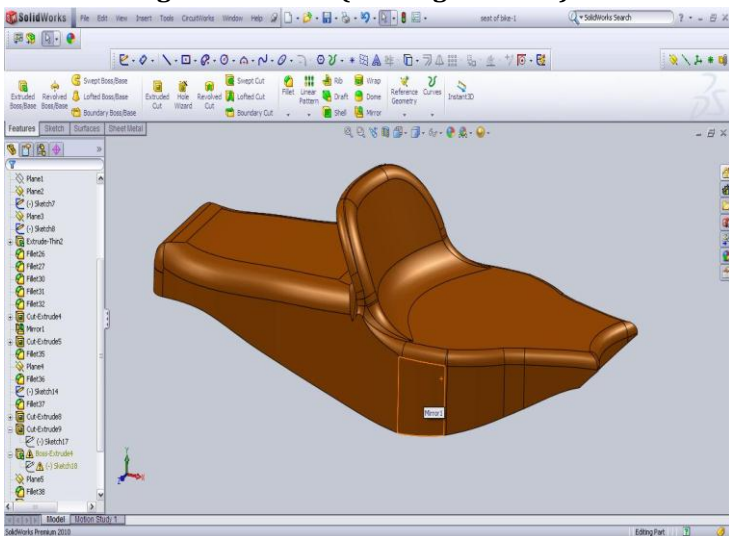 SolidWorks File Edit View Insert Tools CircuitWorks Window Help seat of bike-1 SolidWorks Search
Extruded Boss/Base
Revolved Boss/Base
Swept Boss/Base
Lofted Boss/Base
Boundary Boss/Base
Extruded Cut
Hole Wizard
Revolved Cut
Swept Cut
Lofted Cut
Boundary Cut
Fillet
Linear Pattern
Rib
Draft
Shell
Wrap
Dome
Mirror
Reference Geometry
Curves
Instant3D
Features Sketch Surfaces Sheet Metal
Plane1
Plane2
(-) Sketch7
Plane3
(-) Sketch8
Extrude-Thin2
Fillet26
Fillet27
Fillet30
Fillet31
Fillet32
Cut-Extrude4
Mirror1
Cut-Extrude5
Fillet35
Plane4
Fillet36
(-) Sketch14
Fillet37
Cut-Extrude8
Cut-Extrude9
(-) Sketch17
Boss-Extrude4
(-) Sketch18
Plane6
Fillet38
Mirror1
Y
X
Z
Model Motion Study 1
SolidWorks Premium 2010 Editing Part